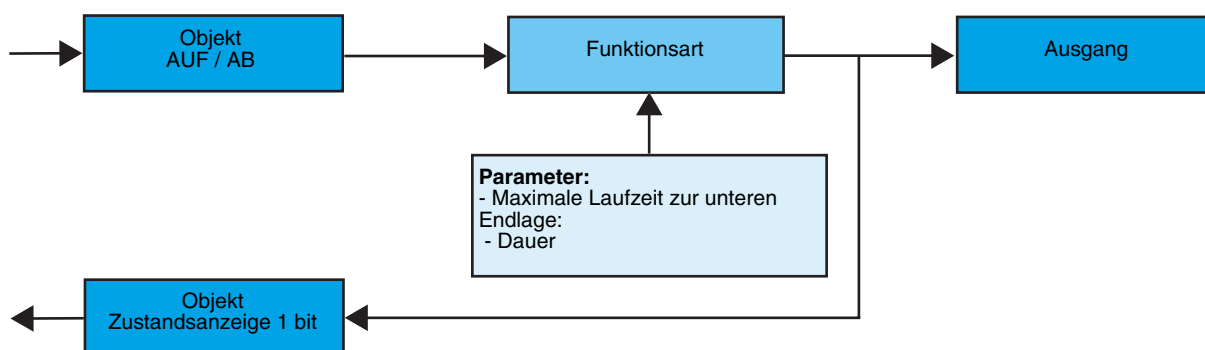 Objekt
AUF / AB
Funktionsart
Ausgang
Parameter:
- Maximale Laufzeit zur unteren
Endlage:
- Dauer
Objekt
Zustandsanzeige 1 bit